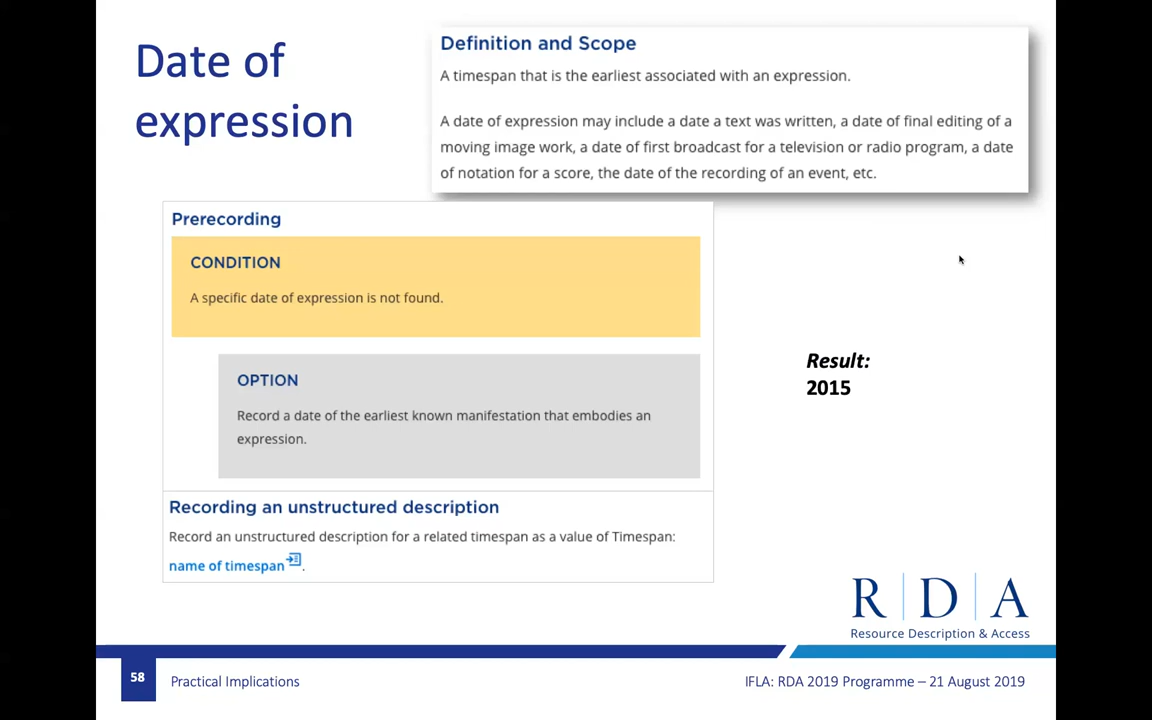 Date of
expression
Definition and Scope
A timespan that is the earliest associated with an expression.
A date of expression may include a date a text was written, a date of final editing of a
moving image work, a date of first broadcast for a television or radio program, a date
of notation for a score, the date of the recording of an event, etc.
Prerecording
CONDITION
A specific date of expression is not found.
OPTION
Record a date of the earliest known manifestation that embodies an
expression.
Recording an unstructured description
Record an unstructured description for a related timespan as a value of Timespan:
name of timespan.
Result:
2015
R D A
Resource Description & Access
58
Practical Implications
IFLA: RDA 2019 Programme – 21 August 2019